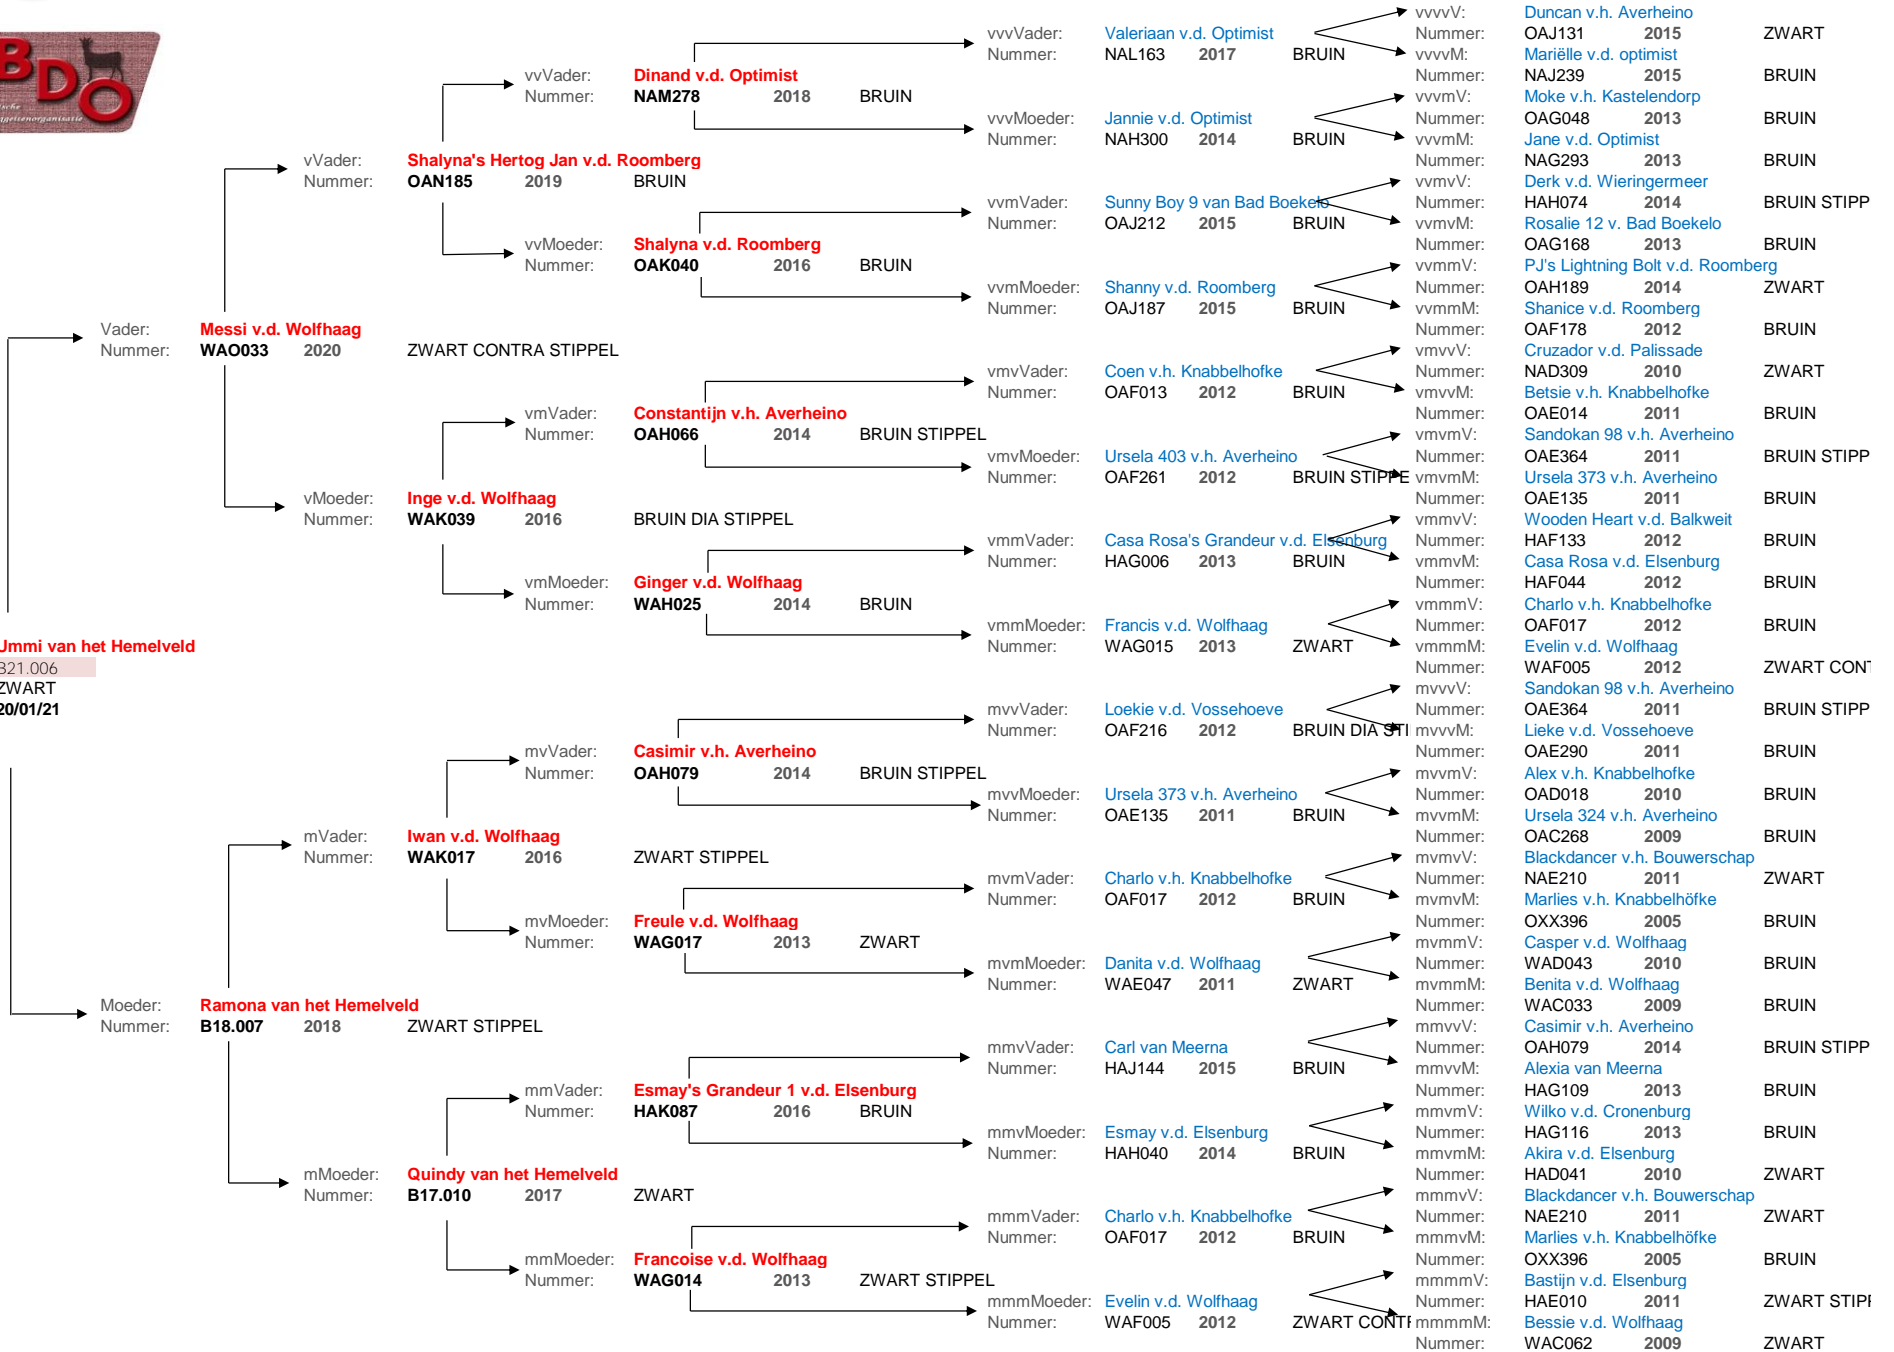 BDO
vvvvV: Duncan v.h. Averheino
vvvVader: Valeriaan v.d. Optimist Nummer: OAJ131 2015 ZWART
Nummer: NAL163 2017 BRUIN vvvvM: Mariëlle v.d. optimist
vvVader: Dinand v.d. Optimist Nummer: NAJ239 2015 BRUIN
Nummer: NAM278 2018 BRUIN vvvmV: Moke v.h. Kastelendorp
vvvMoeder: Jannie v.d. Optimist Nummer: OAG048 2013 BRUIN
Nummer: NAH300 2014 BRUIN vvvmM: Jane v.d. Optimist
vVader: Shalyna's Hertog Jan v.d. Roomberg Nummer: NAG293 2013 BRUIN
Nummer: OAN185 2019 BRUIN vvmvV: Derk v.d. Wieringermeer
vvmVader: Sunny Boy 9 van Bad Boekelo Nummer: HAH074 2014 BRUIN STIPP
Nummer: OAJ212 2015 BRUIN vvmvM: Rosalie 12 v. Bad Boekelo
vvMoeder: Shalyna v.d. Roomberg Nummer: OAG168 2013 BRUIN
Nummer: OAK040 2016 BRUIN vvmmV: PJ's Lightning Bolt v.d. Roomberg
vvmMoeder: Shanny v.d. Roomberg Nummer: OAH189 2014 ZWART
Nummer: OAJ187 2015 BRUIN vvmmM: Shanice v.d. Roomberg
Vader: Messi v.d. Wolfhaag Nummer: OAF178 2012 BRUIN
Nummer: WAO033 2020 ZWART CONTRA STIPPEL vmvvV: Cruzador v.d. Palissade
vmvVader: Coen v.h. Knabbelhofke Nummer: NAD309 2010 ZWART
Nummer: OAF013 2012 BRUIN vmvvM: Betsie v.h. Knabbelhofke
vmVader: Constantijn v.h. Averheino Nummer: OAE014 2011 BRUIN
Nummer: OAH066 2014 BRUIN STIPPEL vmvmV: Sandokan 98 v.h. Averheino
vmvMoeder: Ursela 403 v.h. Averheino Nummer: OAE364 2011 BRUIN STIPP
Nummer: OAF261 2012 BRUIN STIPPE vmvmM: Ursela 373 v.h. Averheino
vMoeder: Inge v.d. Wolfhaag Nummer: OAE135 2011 BRUIN
Nummer: WAK039 2016 BRUIN DIA STIPPEL vmmvV: Wooden Heart v.d. Balkweit
vmmVader: Casa Rosa's Grandeur v.d. Elsenburg Nummer: HAF133 2012 BRUIN
Nummer: HAG006 2013 BRUIN vmmvM: Casa Rosa v.d. Elsenburg
vmMoeder: Ginger v.d. Wolfhaag Nummer: HAF044 2012 BRUIN
Nummer: WAH025 2014 BRUIN vmmmV: Charlo v.h. Knabbelhofke
vmmMoeder: Francis v.d. Wolfhaag Nummer: OAF017 2012 BRUIN
Ummi van het Hemelveld Nummer: WAG015 2013 ZWART vmmmM: Evelin v.d. Wolfhaag
B21.006 Nummer: WAF005 2012 ZWART CONT
ZWART mvvvV: Sandokan 98 v.h. Averheino
20/01/21 mvvVader: Loekie v.d. Vossehoeve Nummer: OAE364 2011 BRUIN STIPP
Nummer: OAF216 2012 BRUIN DIA STI mvvvM: Lieke v.d. Vossehoeve
mvVader: Casimir v.h. Averheino Nummer: OAE290 2011 BRUIN
Nummer: OAH079 2014 BRUIN STIPPEL mvvmV: Alex v.h. Knabbelhofke
mvvMoeder: Ursela 373 v.h. Averheino Nummer: OAD018 2010 BRUIN
Nummer: OAE135 2011 BRUIN mvvmM: Ursela 324 v.h. Averheino
mVader: Iwan v.d. Wolfhaag Nummer: OAC268 2009 BRUIN
Nummer: WAK017 2016 ZWART STIPPEL mvmvV: Blackdancer v.h. Bouwerschap
mvmVader: Charlo v.h. Knabbelhofke Nummer: NAE210 2011 ZWART
Nummer: OAF017 2012 BRUIN mvmvM: Marlies v.h. Knabbelhöfke
mvMoeder: Freule v.d. Wolfhaag Nummer: OXX396 2005 BRUIN
Nummer: WAG017 2013 ZWART mvmmV: Casper v.d. Wolfhaag
mvmMoeder: Danita v.d. Wolfhaag Nummer: WAD043 2010 BRUIN
Nummer: WAE047 2011 ZWART mvmmM: Benita v.d. Wolfhaag
Moeder: Ramona van het Hemelveld Nummer: WAC033 2009 BRUIN
Nummer: B18.007 2018 ZWART STIPPEL mmvvV: Casimir v.h. Averheino
mmvVader: Carl van Meerna Nummer: OAH079 2014 BRUIN STIPP
Nummer: HAJ144 2015 BRUIN mmvvM: Alexia van Meerna
mmVader: Esmay's Grandeur 1 v.d. Elsenburg Nummer: HAG109 2013 BRUIN
Nummer: HAK087 2016 BRUIN mmvmV: Wilko v.d. Cronenburg
mmvMoeder: Esmay v.d. Elsenburg Nummer: HAG116 2013 BRUIN
Nummer: HAH040 2014 BRUIN mmvmM: Akira v.d. Elsenburg
mMoeder: Quindy van het Hemelveld Nummer: HAD041 2010 ZWART
Nummer: B17.010 2017 ZWART mmmvV: Blackdancer v.h. Bouwerschap
mmmVader: Charlo v.h. Knabbelhofke Nummer: NAE210 2011 ZWART
Nummer: OAF017 2012 BRUIN mmmvM: Marlies v.h. Knabbelhöfke
mmMoeder: Francoise v.d. Wolfhaag Nummer: OXX396 2005 BRUIN
Nummer: WAG014 2013 ZWART STIPPEL mmmmV: Bastijn v.d. Elsenburg
mmmMoeder: Evelin v.d. Wolfhaag Nummer: HAE010 2011 ZWART STIP
Nummer: WAF005 2012 ZWART CONT mmmmM: Bessie v.d. Wolfhaag
Nummer: WAC062 2009 ZWART